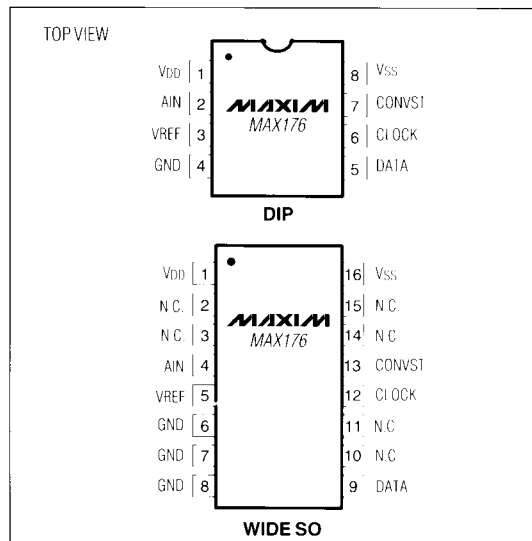 TOP VIEW
VDD 1 8 VSS
AIN 2 MAXIM 7 CONVST
VREF 3 MAX176 6 CLOCK
GND 4 5 DATA
DIP
VDD 1 16 VSS
N.C. 2 15 N.C.
N.C. 3 MAXIM 14 N.C
AIN 4 MAX176 13 CONVST
VREF 5 12 CLOCK
GND 6 11 N.C
GND 7 10 N.C
GND 8 9 DATA
WIDE SO